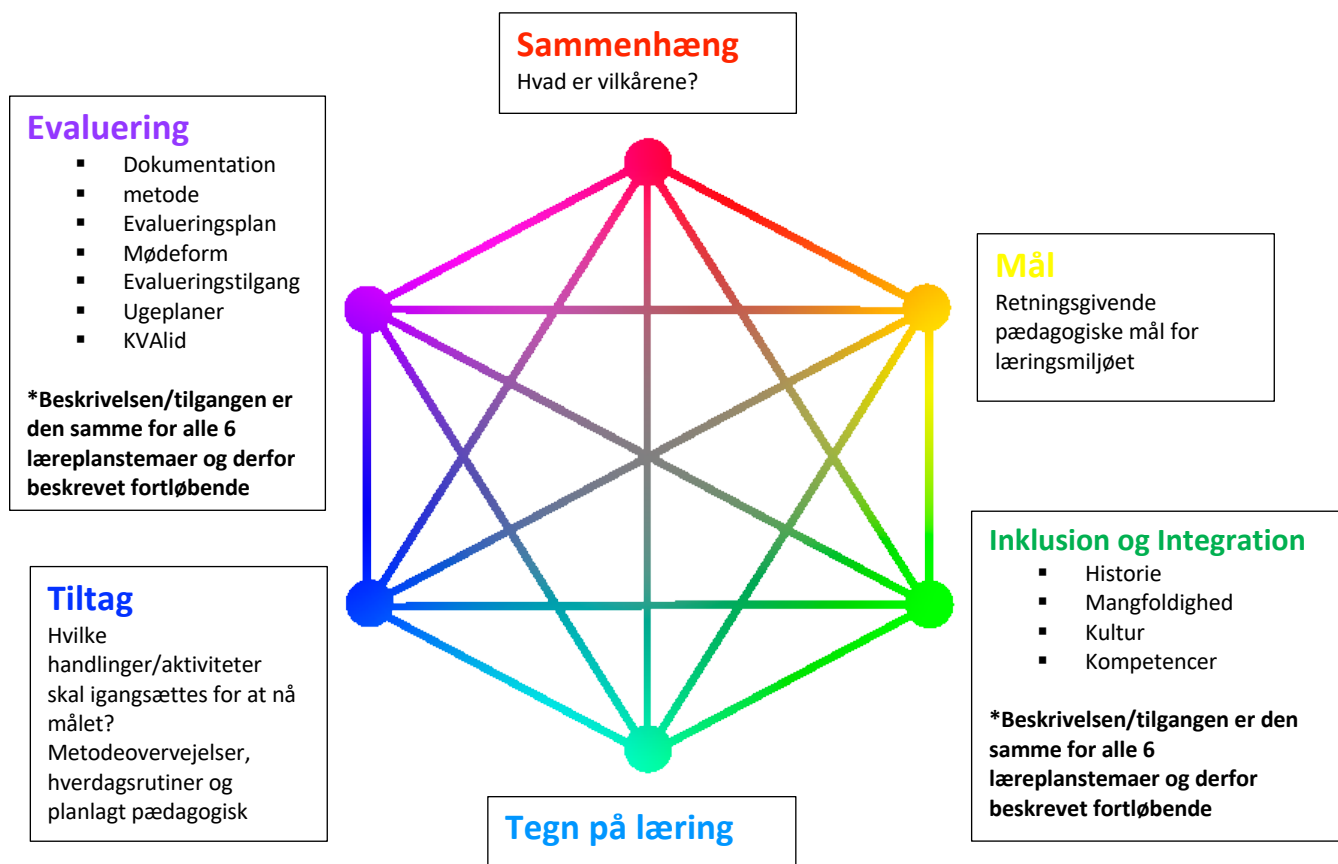 Sammenhæng
Hvad er vilkårene?
Evaluering
▪ Dokumentation
▪ metode
▪ Evalueringsplan
▪ Mødeform
▪ Evalueringstilgang
▪ Ugeplaner
▪ KVAlid
*Beskrivelsen/tilgangen er
den samme for alle 6
læreplanstemaer og derfor
beskrevet fortløbende
Mål
Retningsgivende
pædagogiske mål for
læringsmiljøet
Inklusion og Integration
▪ Historie
▪ Mangfoldighed
▪ Kultur
▪ Kompetencer
*Beskrivelsen/tilgangen er den
samme for alle 6
læreplanstemaer og derfor
beskrevet fortløbende
Tiltag
Hvilke
handlinger/aktiviteter
skal igangsættes for at nå
målet?
Metodeovervejelser,
hverdagsrutiner og
planlagt pædagogisk
Tegn på læring